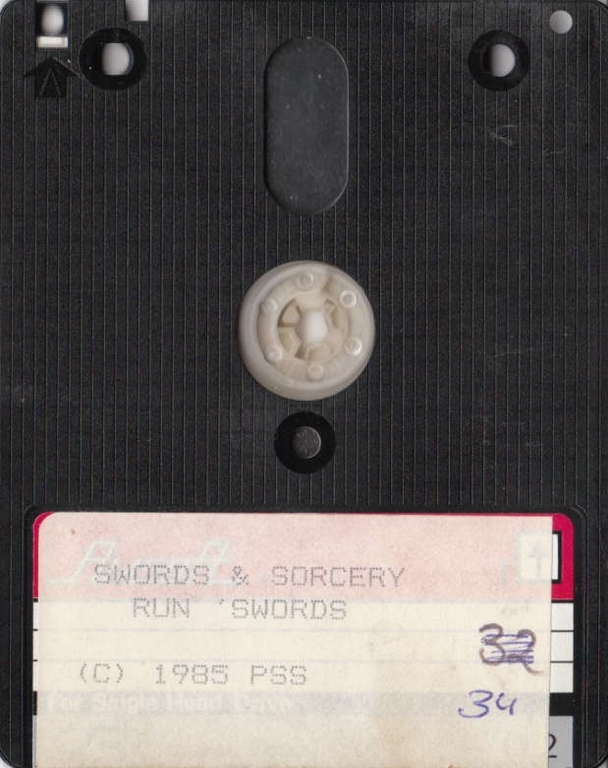 SWORDS & SORCERY
RUN 'SWORDS
(C) 1985 PSS
32
34
For Single Head Drive
2